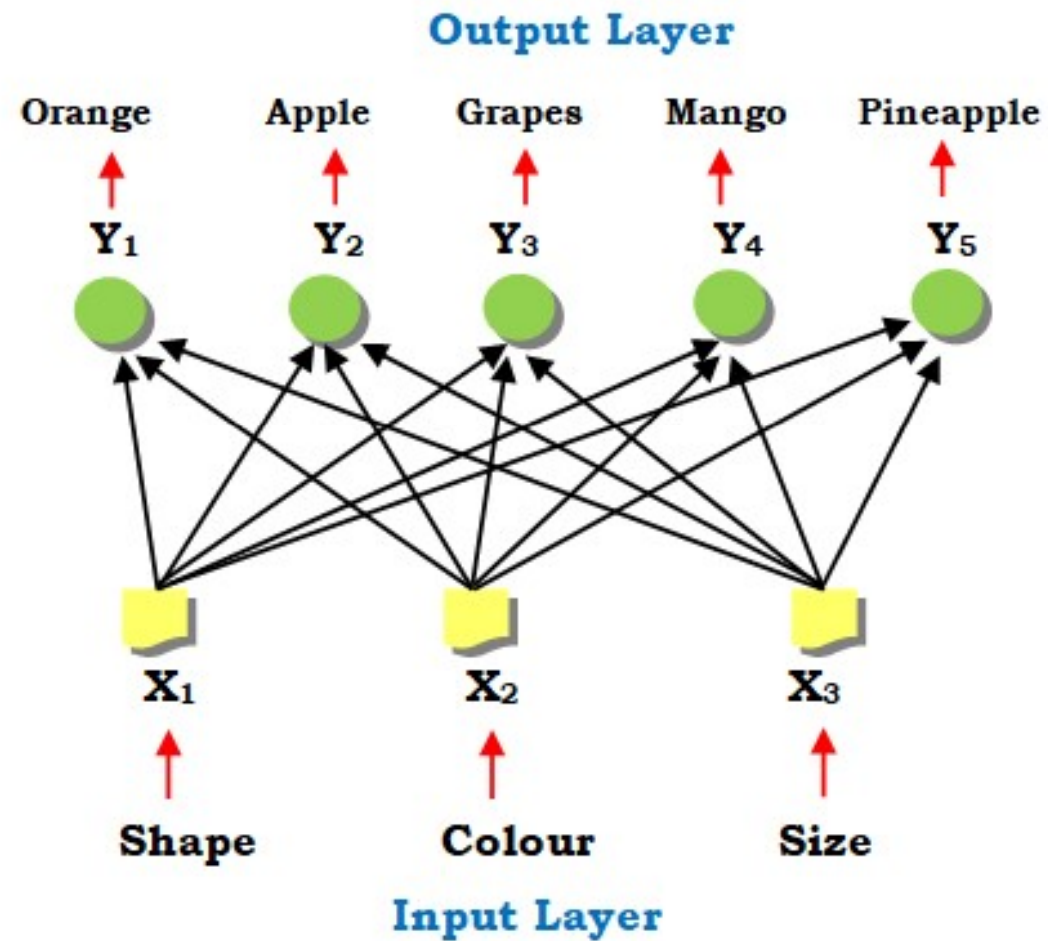 Output Layer
Orange Apple Grapes Mango Pineapple
Y₁ Y₂ Y₃ Y₄ Y₅
X₁ X₂ X₃
Shape Colour Size
Input Layer